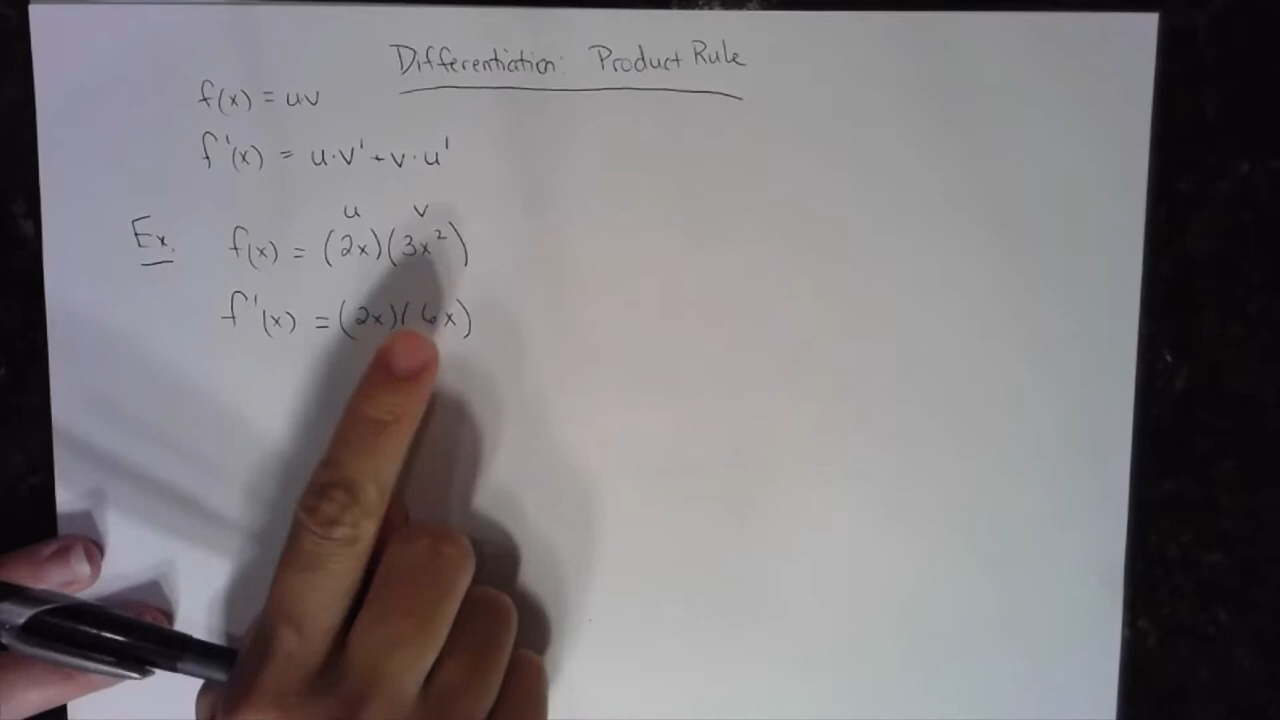 Differentiation: Product Rule
f(x) = uv
f'(x) = u·v' + v·u'
u v
Ex. f(x) = (2x)(3x²)
f'(x) = (2x)(6x)